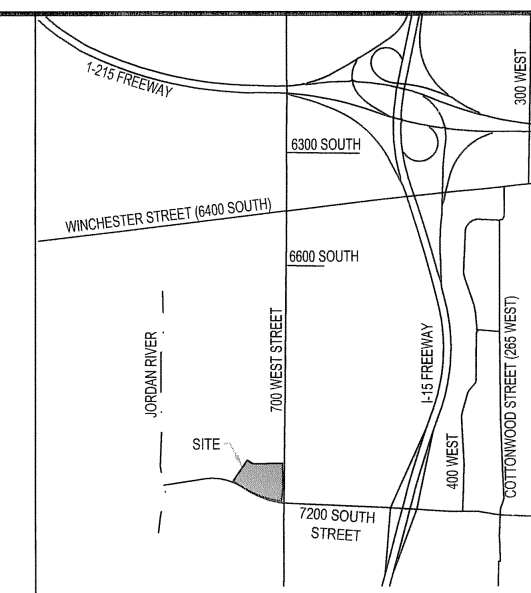 I-215 FREEWAY
300 WEST
6300 SOUTH
WINCHESTER STREET (6400 SOUTH)
6600 SOUTH
JORDAN RIVER
700 WEST STREET
I-15 FREEWAY
400 WEST
COTTONWOOD STREET (265 WEST)
SITE
7200 SOUTH
STREET